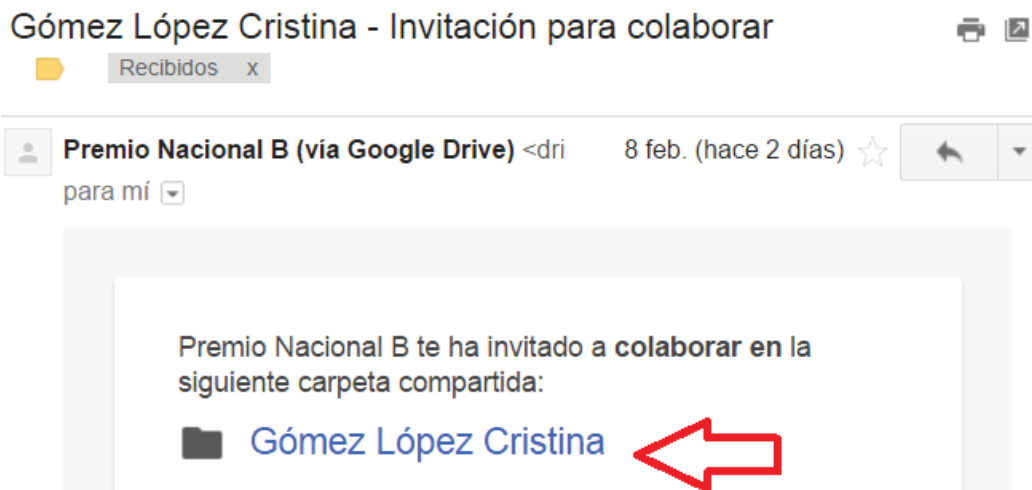 Gómez López Cristina - Invitación para colaborar
Recibidos x
Premio Nacional B (vía Google Drive) <dri 8 feb. (hace 2 días)
para mí
Premio Nacional B te ha invitado a colaborar en la
siguiente carpeta compartida:
Gómez López Cristina